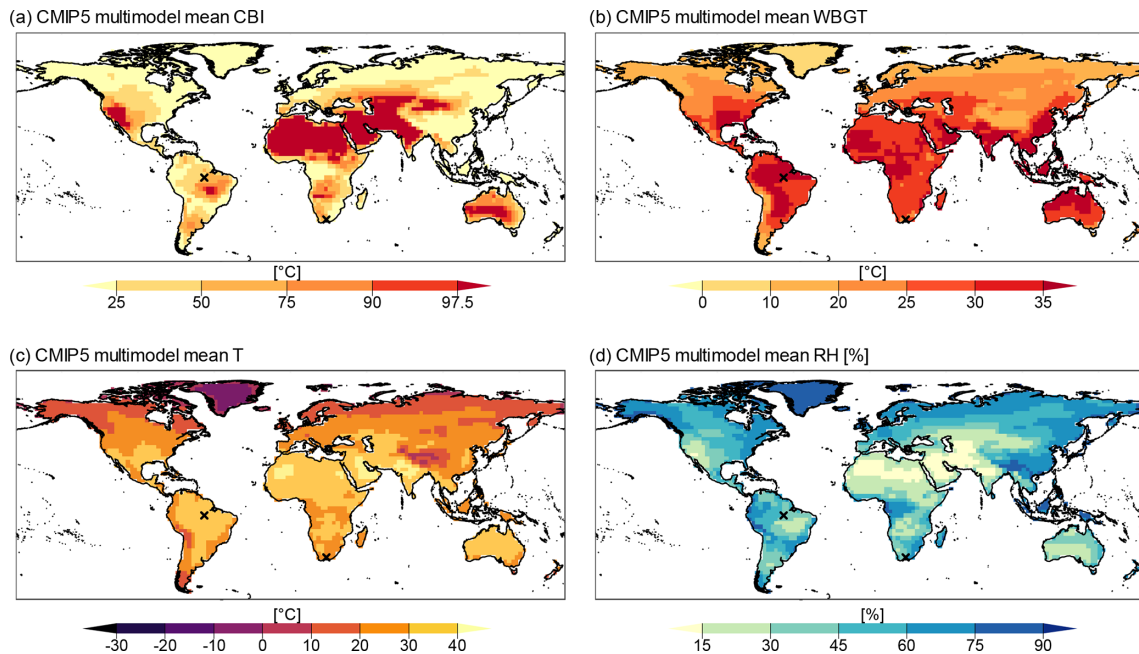 (a) CMIP5 multimodel mean CBI
(b) CMIP5 multimodel mean WBGT
[°C]
25 50 75 90 97.5
[°C]
0 10 20 25 30 35
(c) CMIP5 multimodel mean T
(d) CMIP5 multimodel mean RH [%]
[°C]
-30 -20 -10 0 10 20 30 40
[%]
15 30 45 60 75 90